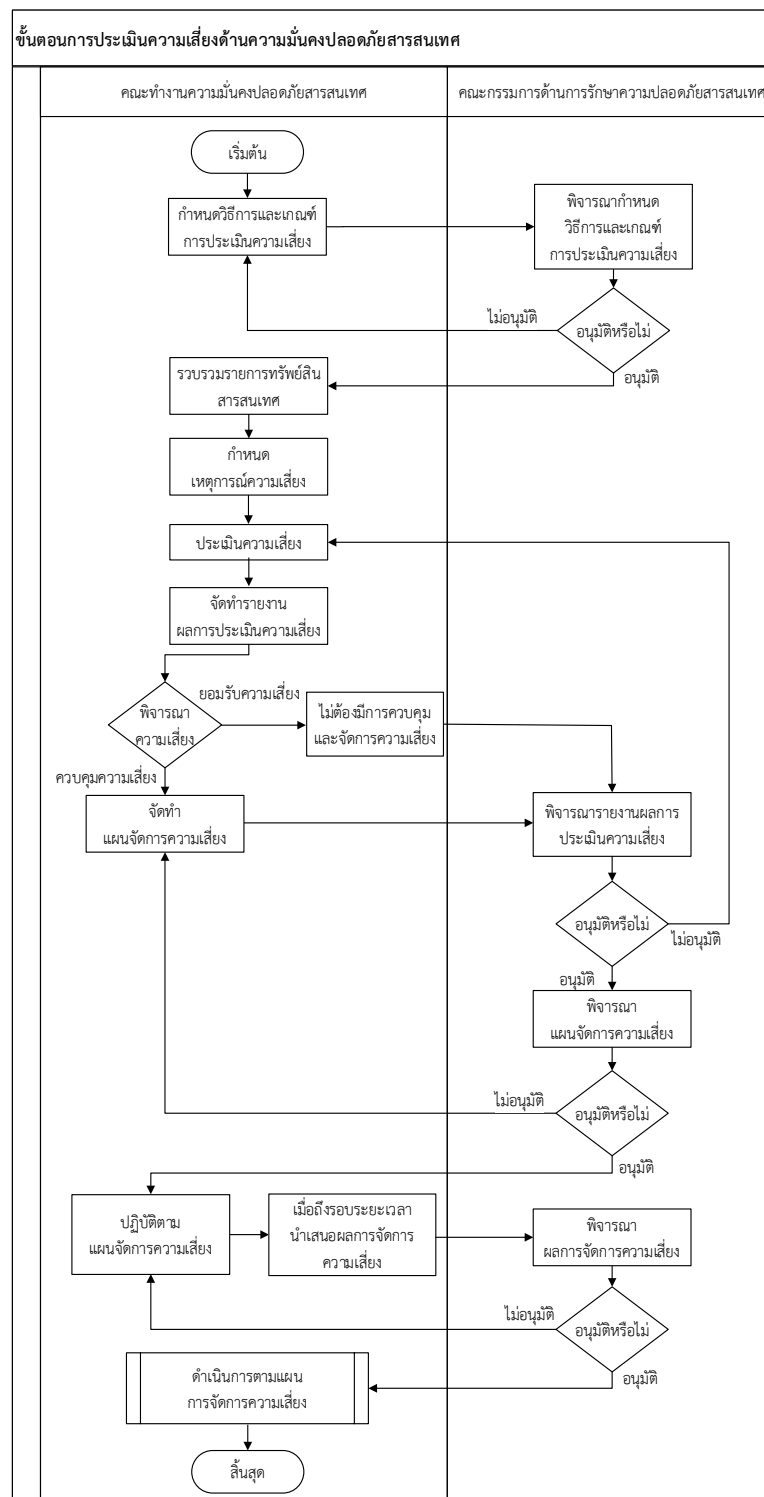 ขั้นตอนการประเมินความเสี่ยงด้านความมั่นคงปลอดภัยสารสนเทศ
คณะทำงานความมั่นคงปลอดภัยสารสนเทศ
คณะกรรมการด้านการรักษาความปลอดภัยสารสนเทศ
เริ่มต้น
กำหนดวิธีการและเกณฑ์
การประเมินความเสี่ยง
พิจารณากำหนด
วิธีการและเกณฑ์
การประเมินความเสี่ยง
ไม่อนุมัติ
อนุมัติหรือไม่
อนุมัติ
รวบรวมรายการทรัพย์สิน
สารสนเทศ
กำหนด
เหตุการณ์ความเสี่ยง
ประเมินความเสี่ยง
จัดทำรายงาน
ผลการประเมินความเสี่ยง
พิจารณา
ความเสี่ยง
ยอมรับความเสี่ยง
ไม่ต้องมีการควบคุม
และจัดการความเสี่ยง
ควบคุมความเสี่ยง
จัดทำ
แผนจัดการความเสี่ยง
พิจารณารายงานผลการ
ประเมินความเสี่ยง
อนุมัติหรือไม่
ไม่อนุมัติ
อนุมัติ
พิจารณา
แผนจัดการความเสี่ยง
ไม่อนุมัติ
อนุมัติหรือไม่
อนุมัติ
ปฏิบัติตาม
แผนจัดการความเสี่ยง
เมื่อถึงรอบระยะเวลา
นำเสนอผลการจัดการ
ความเสี่ยง
พิจารณา
ผลการจัดการความเสี่ยง
ไม่อนุมัติ
อนุมัติหรือไม่
อนุมัติ
ดำเนินการตามแผน
การจัดการความเสี่ยง
สิ้นสุด